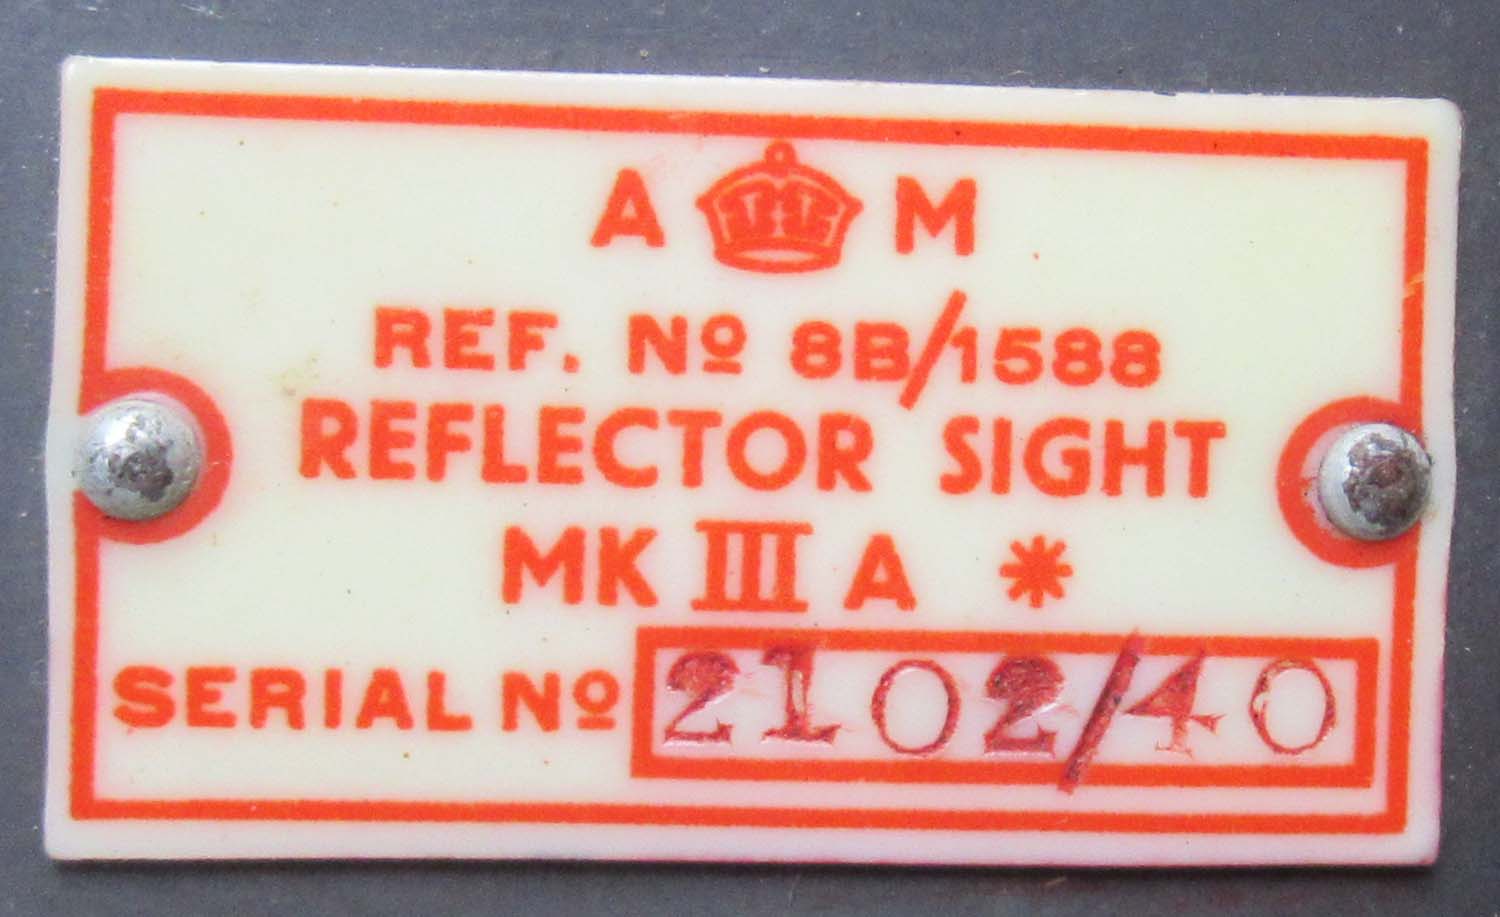 A M
REF. Nº 8B/1588
REFLECTOR SIGHT
MK III A *
SERIAL Nº 2102/40